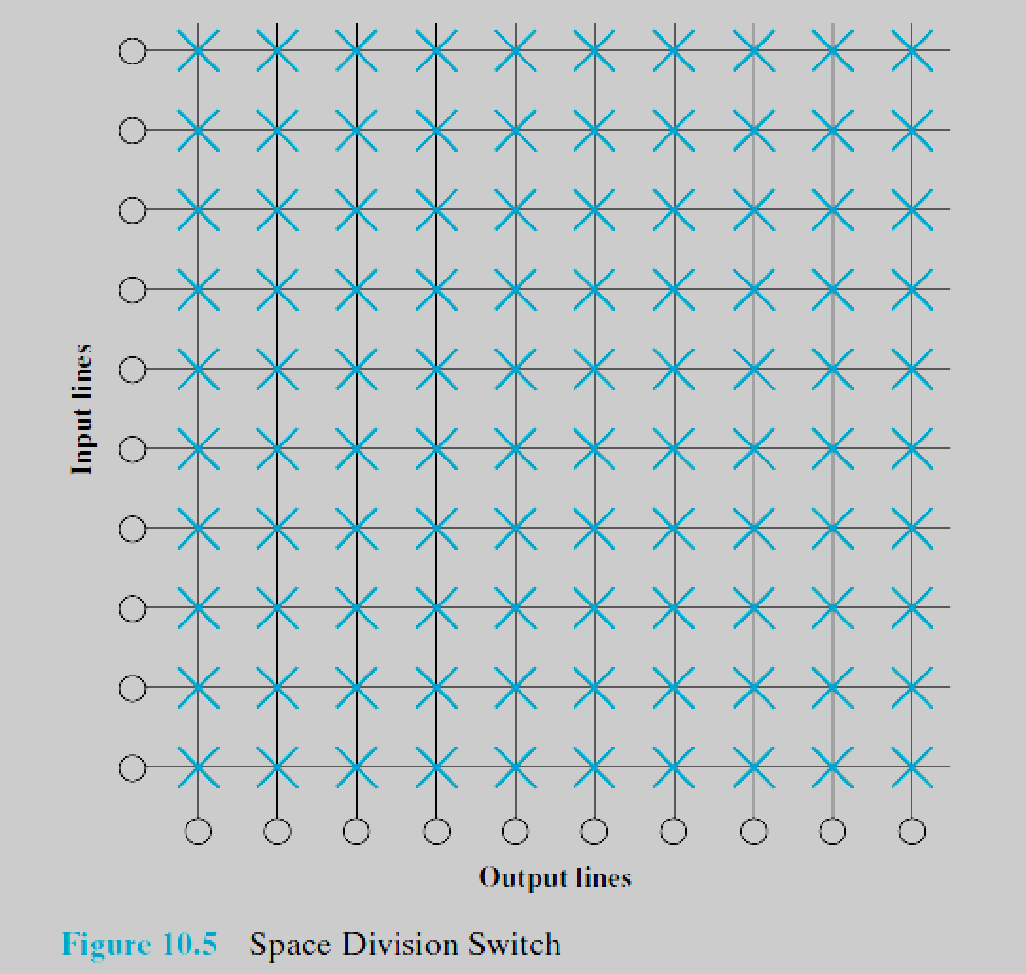 Input lines
Output lines
Figure 10.5 Space Division Switch